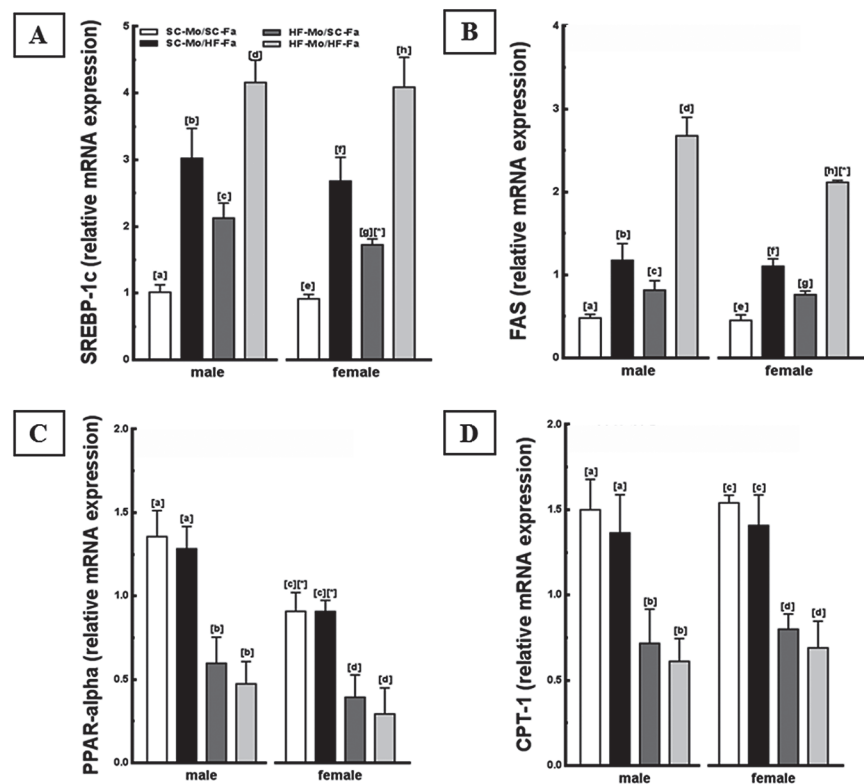 A
SC-Mo/SC-Fa
HF-Mo/SC-Fa
SC-Mo/HF-Fa
HF-Mo/HF-Fa
SREBP-1c (relative mRNA expression)
5
4
3
2
1
0
[a]
[b]
[c]
[d]
[e]
[f]
[g][*]
[h]
male
female
B
FAS (relative mRNA expression)
4
3
2
1
0
[a]
[b]
[c]
[d]
[e]
[f]
[g]
[h][*]
male
female
C
PPAR-alpha (relative mRNA expression)
1.5
1.0
0.5
0.0
[a]
[a]
[b]
[b]
[c][*]
[c][*]
[d]
[d]
male
female
D
CPT-1 (relative mRNA expression)
2.0
1.5
1.0
0.5
0.0
[a]
[a]
[b]
[b]
[c]
[c]
[d]
[d]
male
female